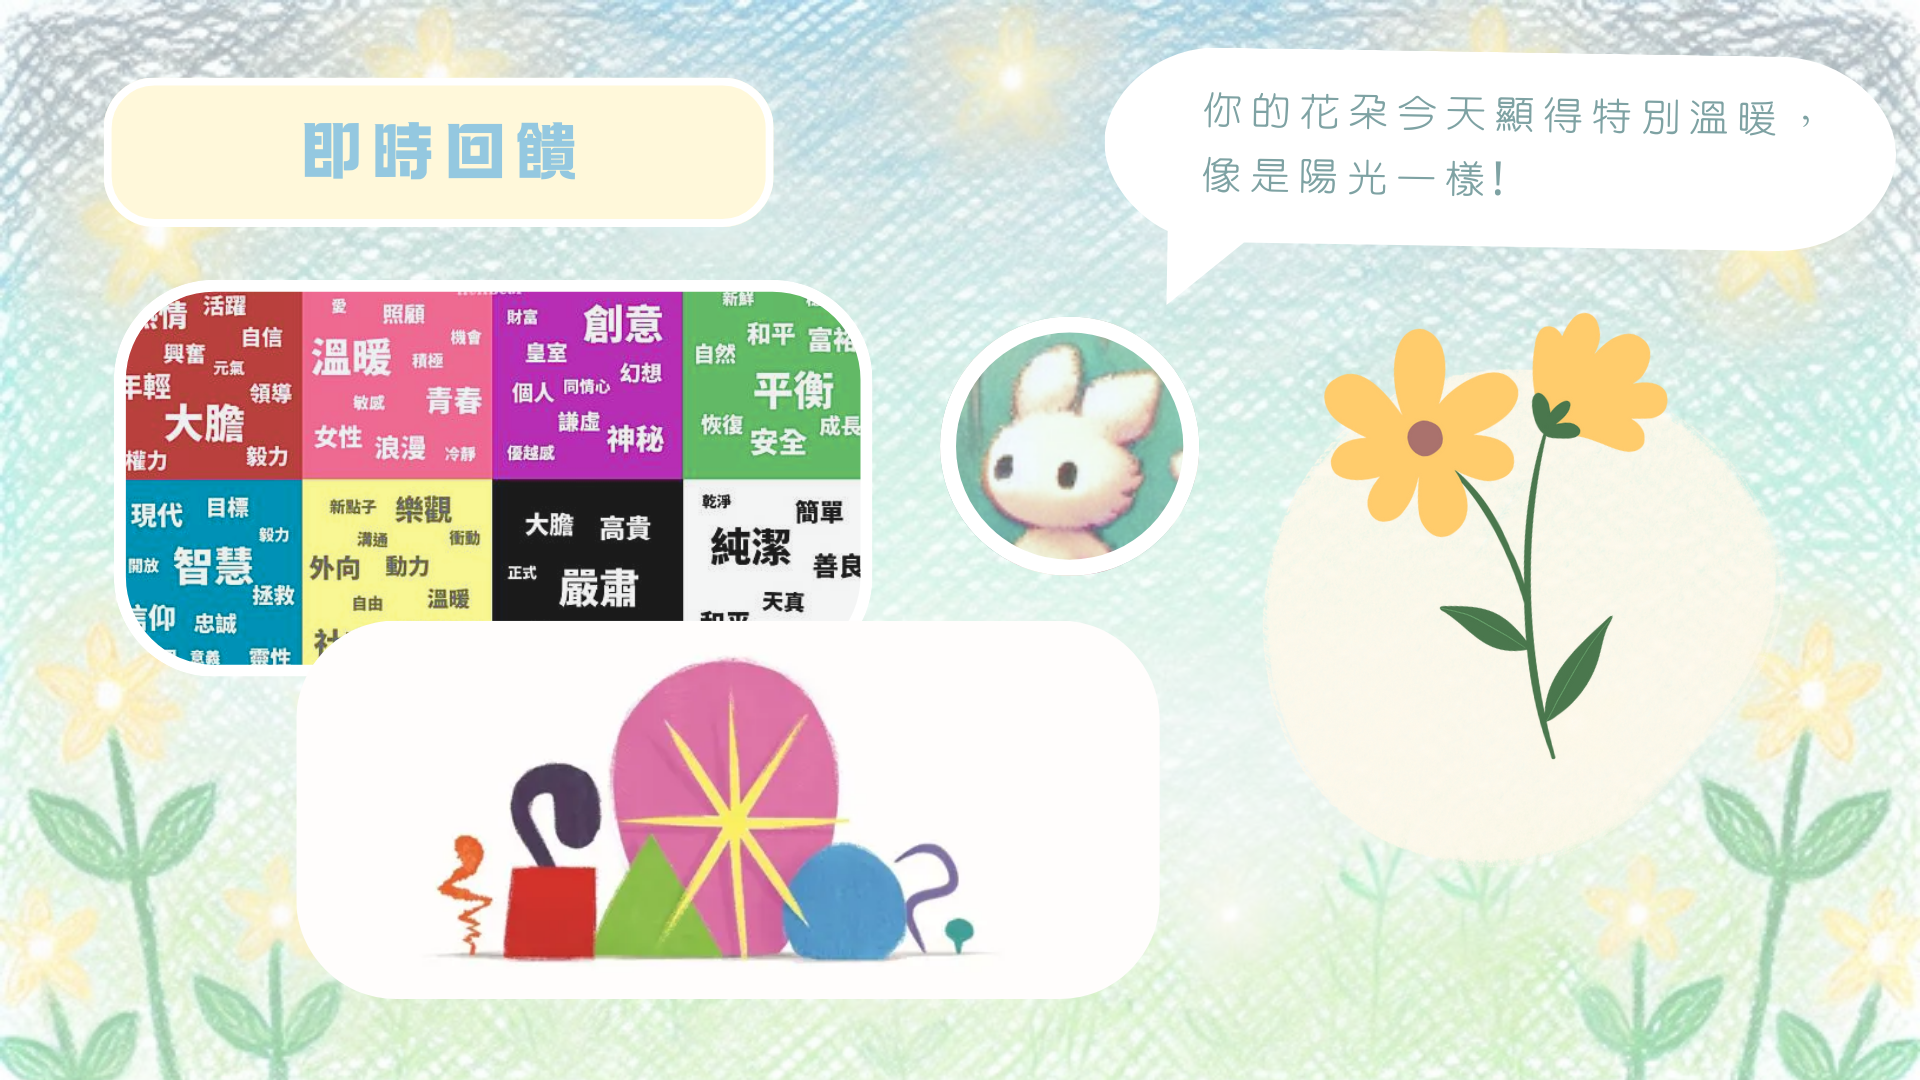 即時回饋
你的花朵今天顯得特別溫暖，
像是陽光一樣!
活躍
自信
興奮
元氣
領導
大膽
權力
毅力
愛
照顧
機會
溫暖
積極
敏感
青春
女性
浪漫
冷靜
財富
創意
皇室
幻想
個人
同情心
謙虛
神秘
優越感
新鮮
和平
富裕
自然
平衡
恢復
成長
安全
現代
目標
毅力
智慧
開放
拯救
信仰
忠誠
意義
靈性
新點子
樂觀
溝通
衝動
外向
動力
自由
溫暖
社
大膽
高貴
正式
嚴肅
乾淨
簡單
純潔
善良
天真
和平